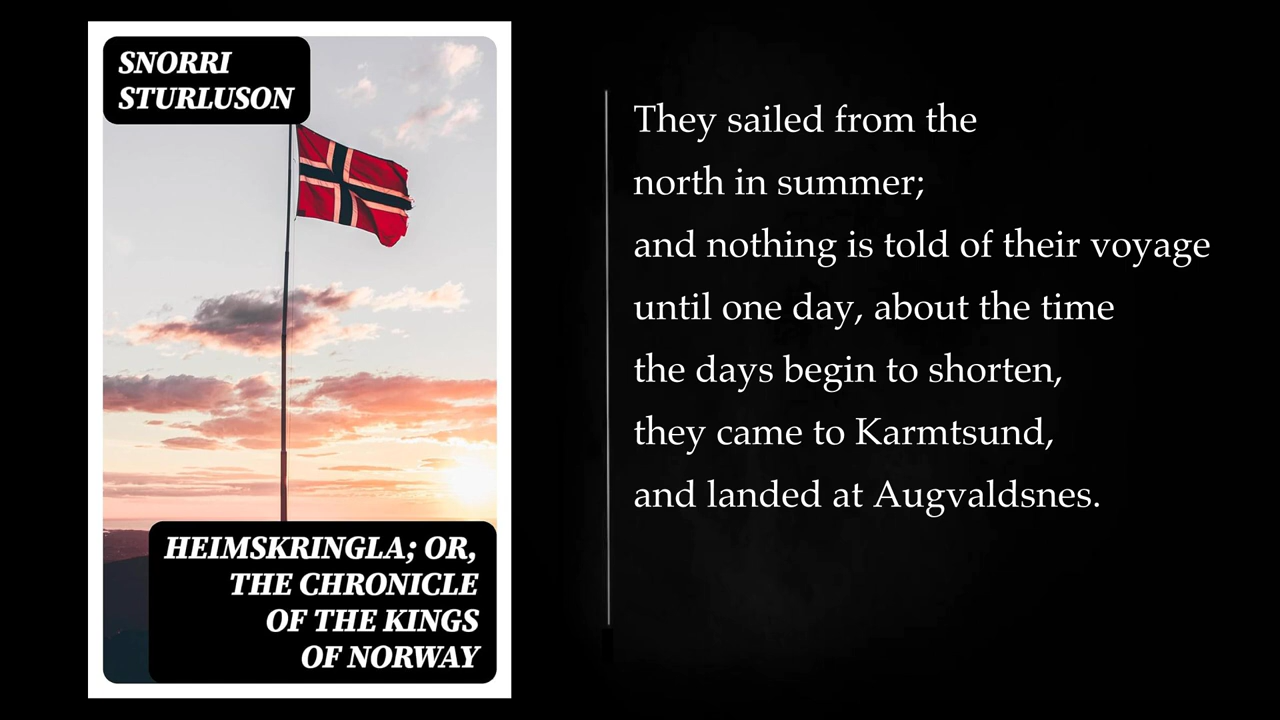 SNORRI
STURLUSON
HEIMSKRINGLA; OR,
THE CHRONICLE
OF THE KINGS
OF NORWAY
They sailed from the
north in summer;
and nothing is told of their voyage
until one day, about the time
the days begin to shorten,
they came to Karmtsund,
and landed at Augvaldsnes.